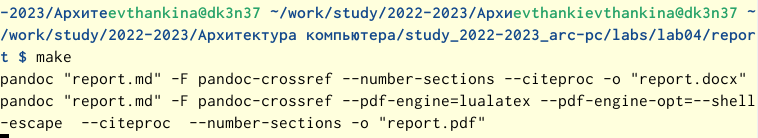 -2023/Архитеevthankina@dk3n37 ~/work/study/2022-2023/Архиevthankievthankina@dk3n37 ~
/work/study/2022-2023/Архитектура компьютера/study_2022-2023_arc-pc/labs/lab04/repor
t $ make
pandoc "report.md" -F pandoc-crossref --number-sections --citeproc -o "report.docx"
pandoc "report.md" -F pandoc-crossref --pdf-engine=lualatex --pdf-engine-opt=--shell
-escape  --citeproc  --number-sections -o "report.pdf"